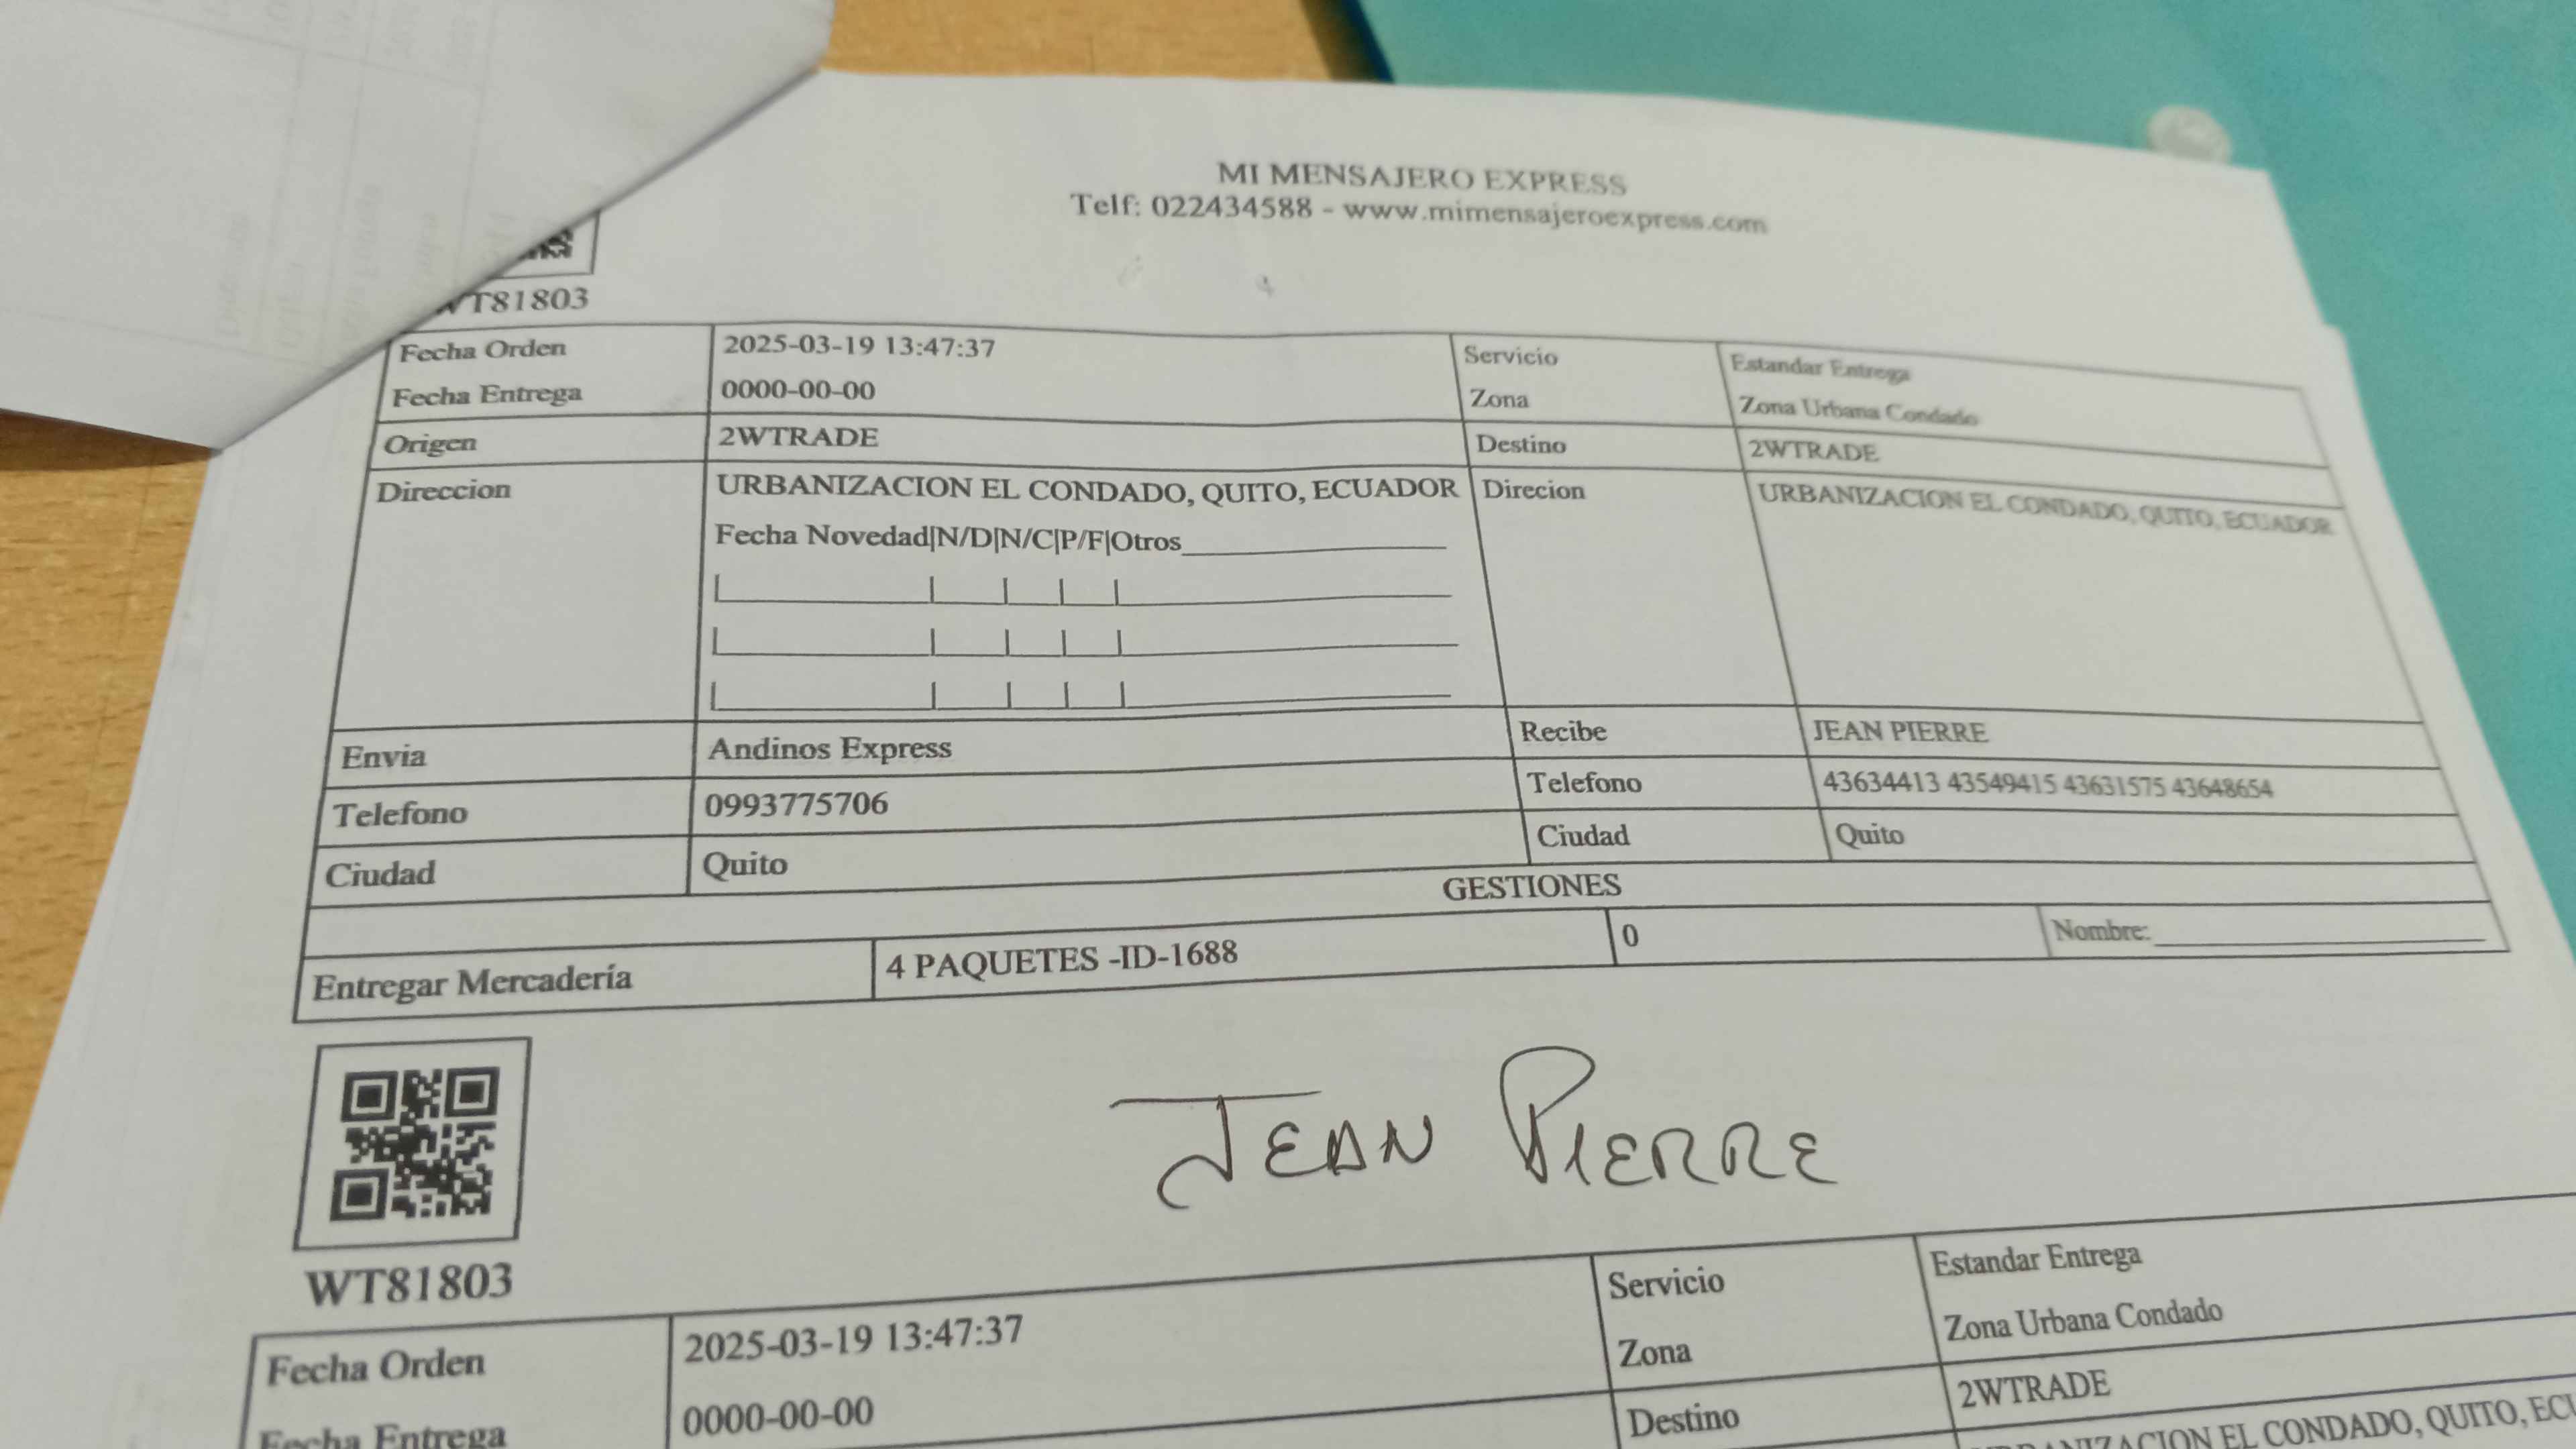 MI MENSAJERO EXPRESS
Telf: 022434588 - www.mimensajeroexpress.com
WT81803
Fecha Orden 2025-03-19 13:47:37 Servicio Estandar Entrega
Fecha Entrega 0000-00-00 Zona Zona Urbana Condado
Origen 2WTRADE Destino 2WTRADE
Direccion URBANIZACION EL CONDADO, QUITO, ECUADOR Direcion URBANIZACION EL CONDADO, QUITO, ECUADOR
Fecha Novedad|N/D|N/C|P/F|Otros
Envia Andinos Express Recibe JEAN PIERRE
Telefono 0993775706 Telefono 43634413 43549415 43631575 43648654
Ciudad Quito Ciudad Quito
GESTIONES
Entregar Mercadería 4 PAQUETES -ID-1688 0 Nombre:
JEAN PIERRE
WT81803
Fecha Orden 2025-03-19 13:47:37 Servicio Estandar Entrega
Fecha Entrega 0000-00-00 Zona Zona Urbana Condado
Destino 2WTRADE
EL CONDADO, QUITO,